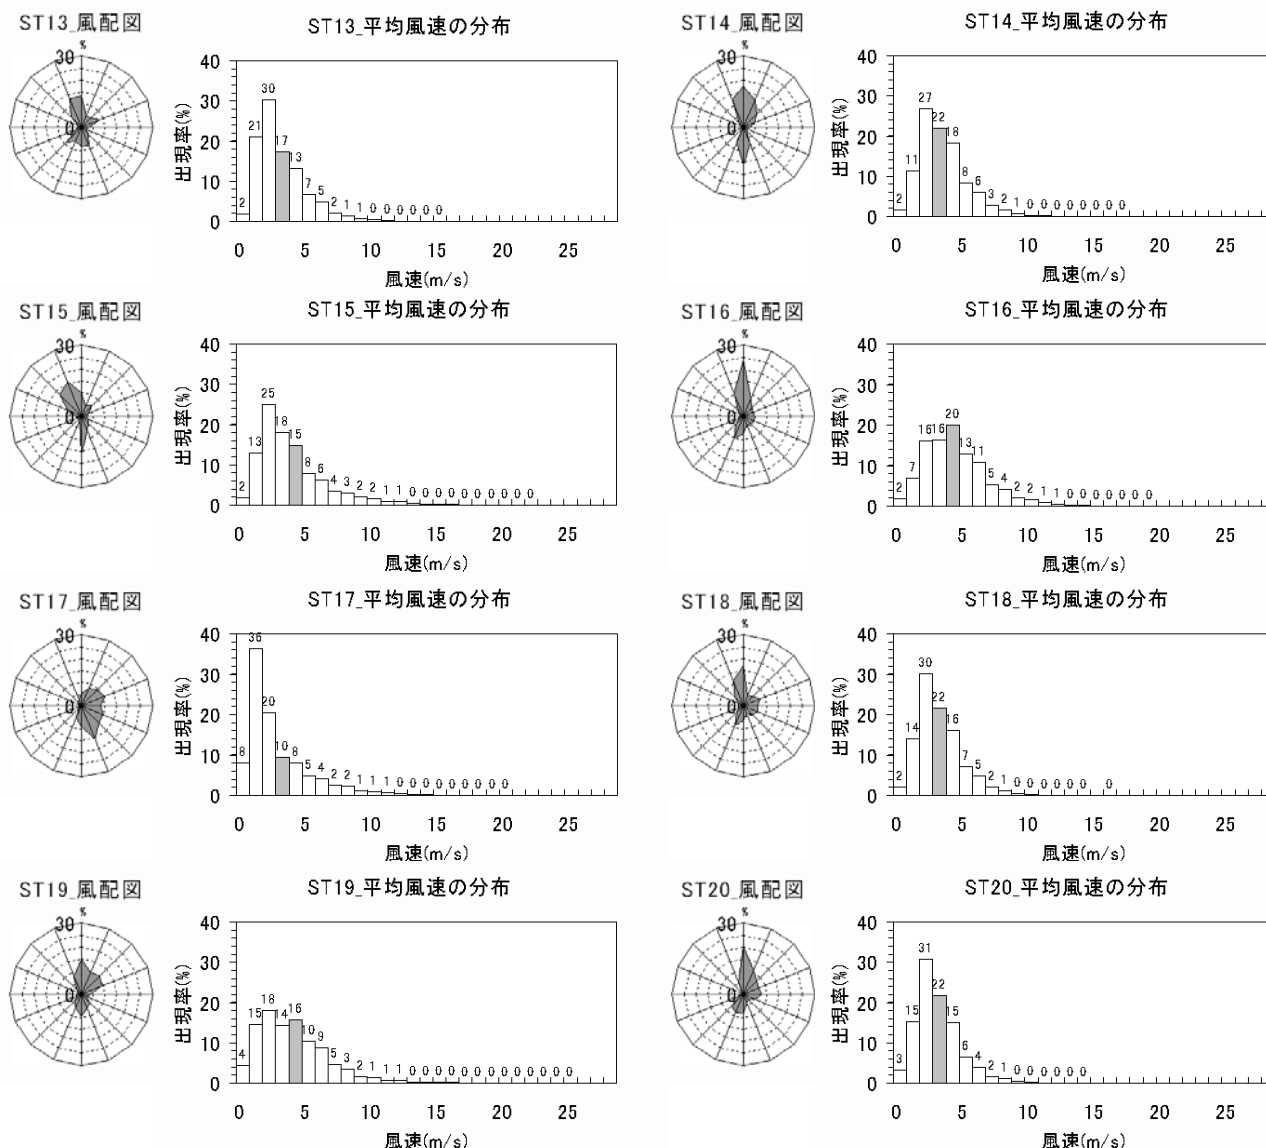 ST13_風配図
%
30
0
ST13_平均風速の分布
出現率(%)
40
30
20
10
0
2 21 30 17 13 7 5 2 1 1 0 0 0 0 0 0
0 5 10 15 20 25
風速(m/s)
ST14_風配図
%
30
0
ST14_平均風速の分布
出現率(%)
40
30
20
10
0
2 11 27 22 18 8 6 3 2 1 0 0 0 0 0 0 0 0
0 5 10 15 20 25
風速(m/s)
ST15_風配図
%
30
0
ST15_平均風速の分布
出現率(%)
40
30
20
10
0
2 13 25 18 15 8 6 4 3 2 2 1 1 0 0 0 0 0 0 0 0 0 0
0 5 10 15 20 25
風速(m/s)
ST16_風配図
%
30
0
ST16_平均風速の分布
出現率(%)
40
30
20
10
0
2 7 16 16 20 13 11 5 4 2 2 1 1 0 0 0 0 0 0 0
0 5 10 15 20 25
風速(m/s)
ST17_風配図
%
30
0
ST17_平均風速の分布
出現率(%)
40
30
20
10
0
8 36 20 10 8 5 4 2 2 1 1 1 0 0 0 0 0 0 0 0 0
0 5 10 15 20 25
風速(m/s)
ST18_風配図
%
30
0
ST18_平均風速の分布
出現率(%)
40
30
20
10
0
2 14 30 22 16 7 5 2 1 0 0 0 0 0 0 0
0 5 10 15 20 25
風速(m/s)
ST19_風配図
%
30
0
ST19_平均風速の分布
出現率(%)
40
30
20
10
0
4 15 18 14 16 10 9 5 3 2 1 1 1 0 0 0 0 0 0 0 0 0 0 0 0 0
0 5 10 15 20 25
風速(m/s)
ST20_風配図
%
30
0
ST20_平均風速の分布
出現率(%)
40
30
20
10
0
3 15 31 22 15 6 4 2 1 0 0 0 0 0 0
0 5 10 15 20 25
風速(m/s)